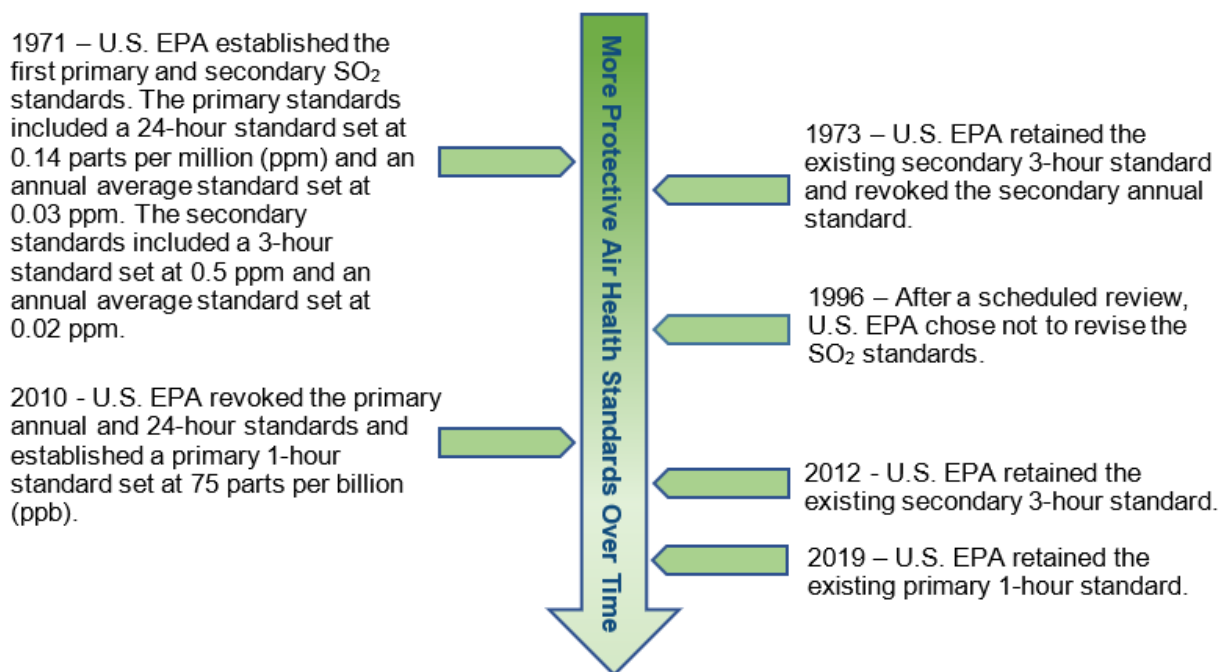 1971 – U.S. EPA established the
first primary and secondary SO₂
standards. The primary standards
included a 24-hour standard set at
0.14 parts per million (ppm) and an
annual average standard set at
0.03 ppm. The secondary
standards included a 3-hour
standard set at 0.5 ppm and an
annual average standard set at
0.02 ppm.
More Protective Air Health Standards Over Time
1973 – U.S. EPA retained the
existing secondary 3-hour standard
and revoked the secondary annual
standard.
1996 – After a scheduled review,
U.S. EPA chose not to revise the
SO₂ standards.
2010 - U.S. EPA revoked the primary
annual and 24-hour standards and
established a primary 1-hour
standard set at 75 parts per billion
(ppb).
2012 - U.S. EPA retained the
existing secondary 3-hour standard.
2019 – U.S. EPA retained the
existing primary 1-hour standard.